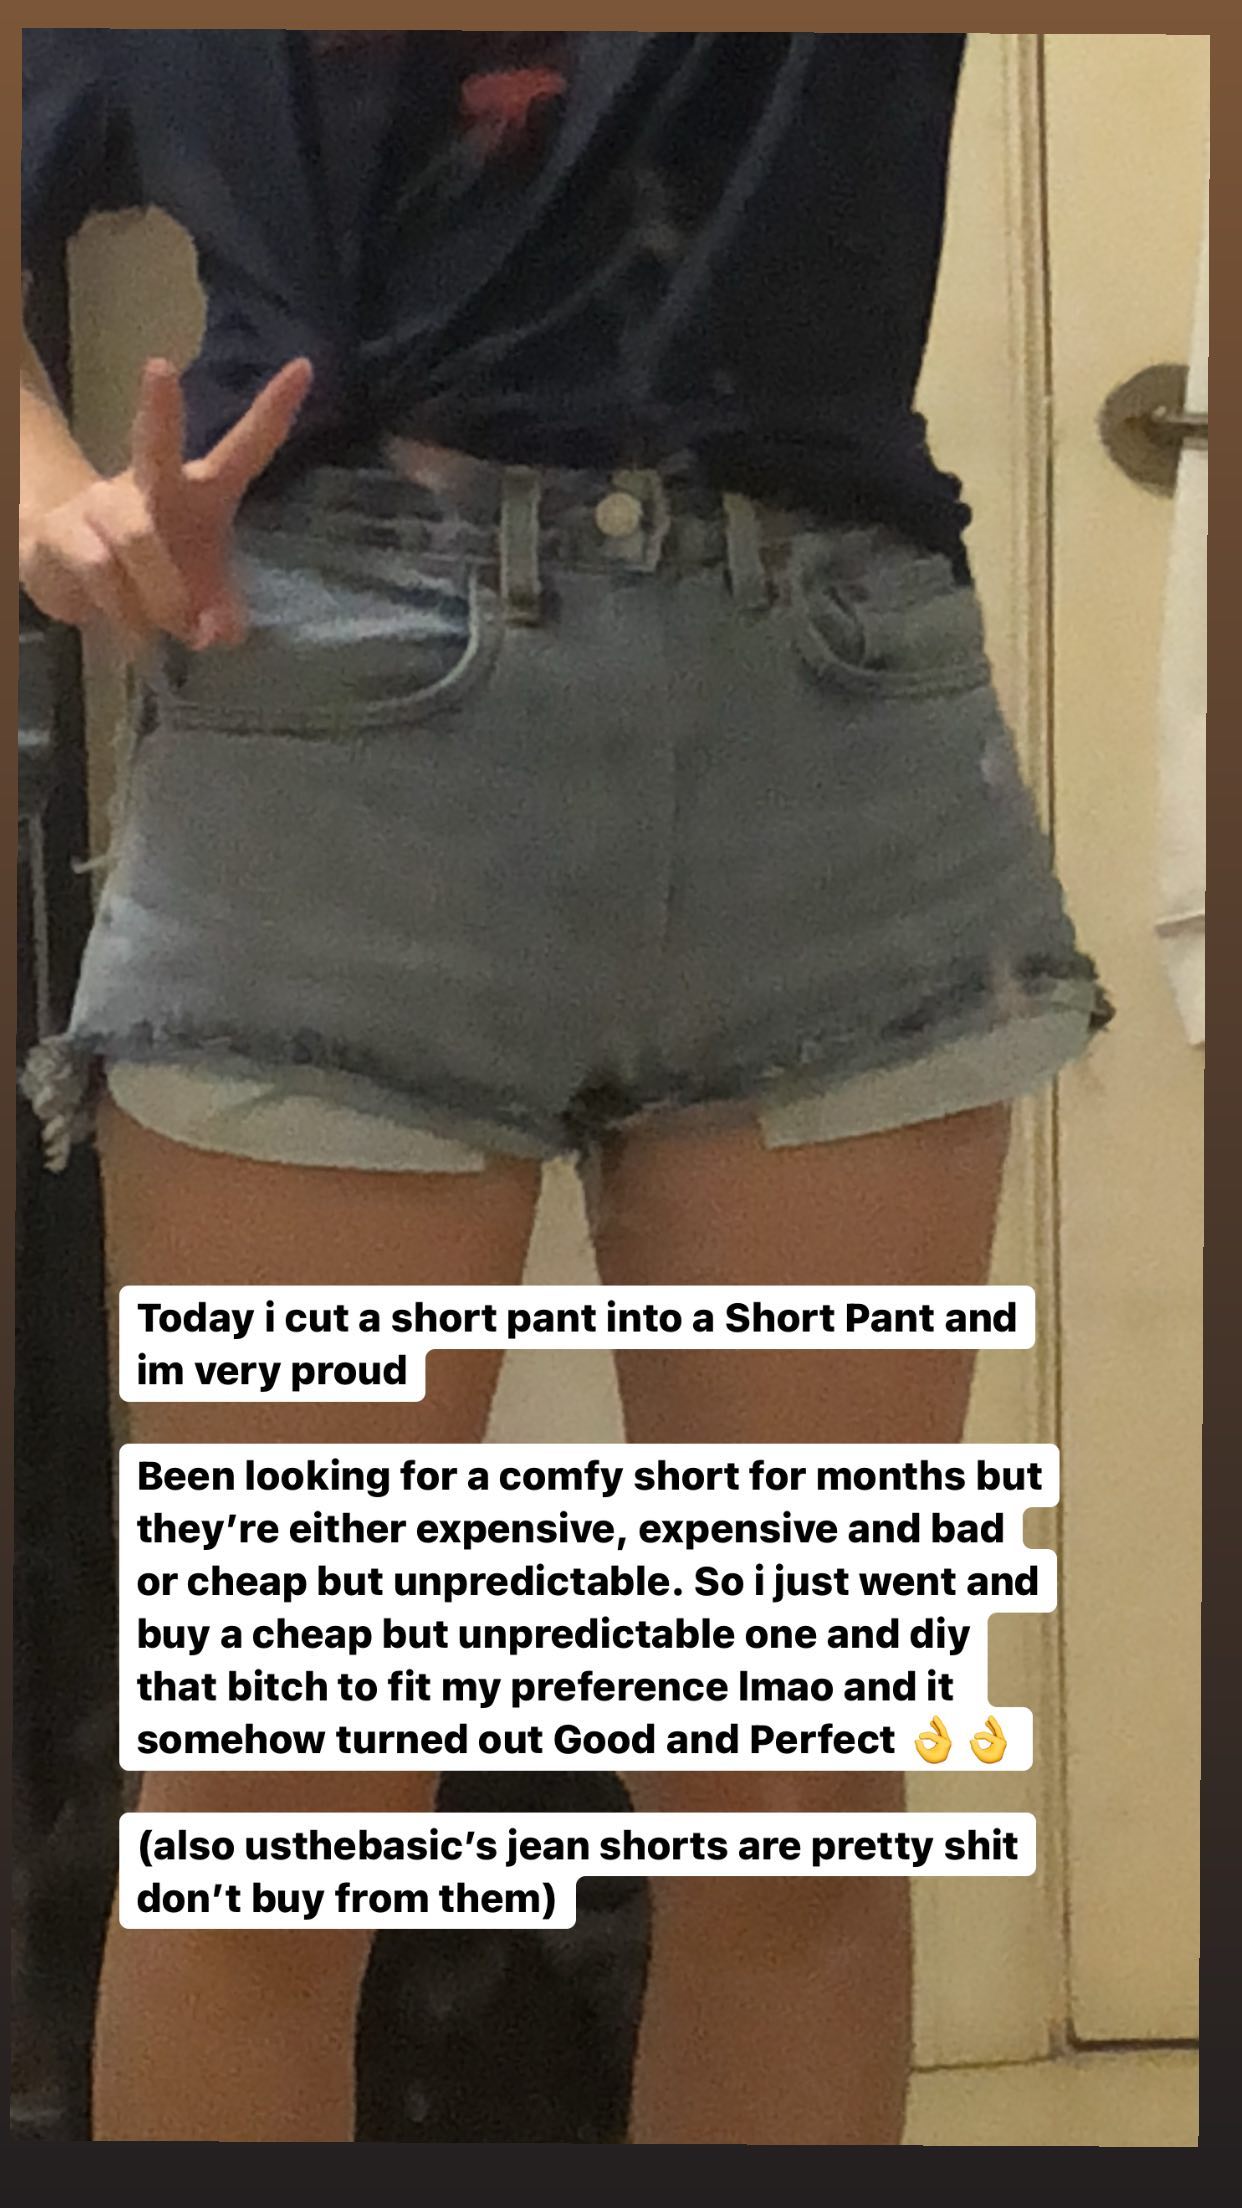 Today i cut a short pant into a Short Pant and
im very proud
Been looking for a comfy short for months but
they’re either expensive, expensive and bad
or cheap but unpredictable. So i just went and
buy a cheap but unpredictable one and diy
that bitch to fit my preference lmao and it
somehow turned out Good and Perfect 👌👌
(also usthebasic’s jean shorts are pretty shit
don’t buy from them)